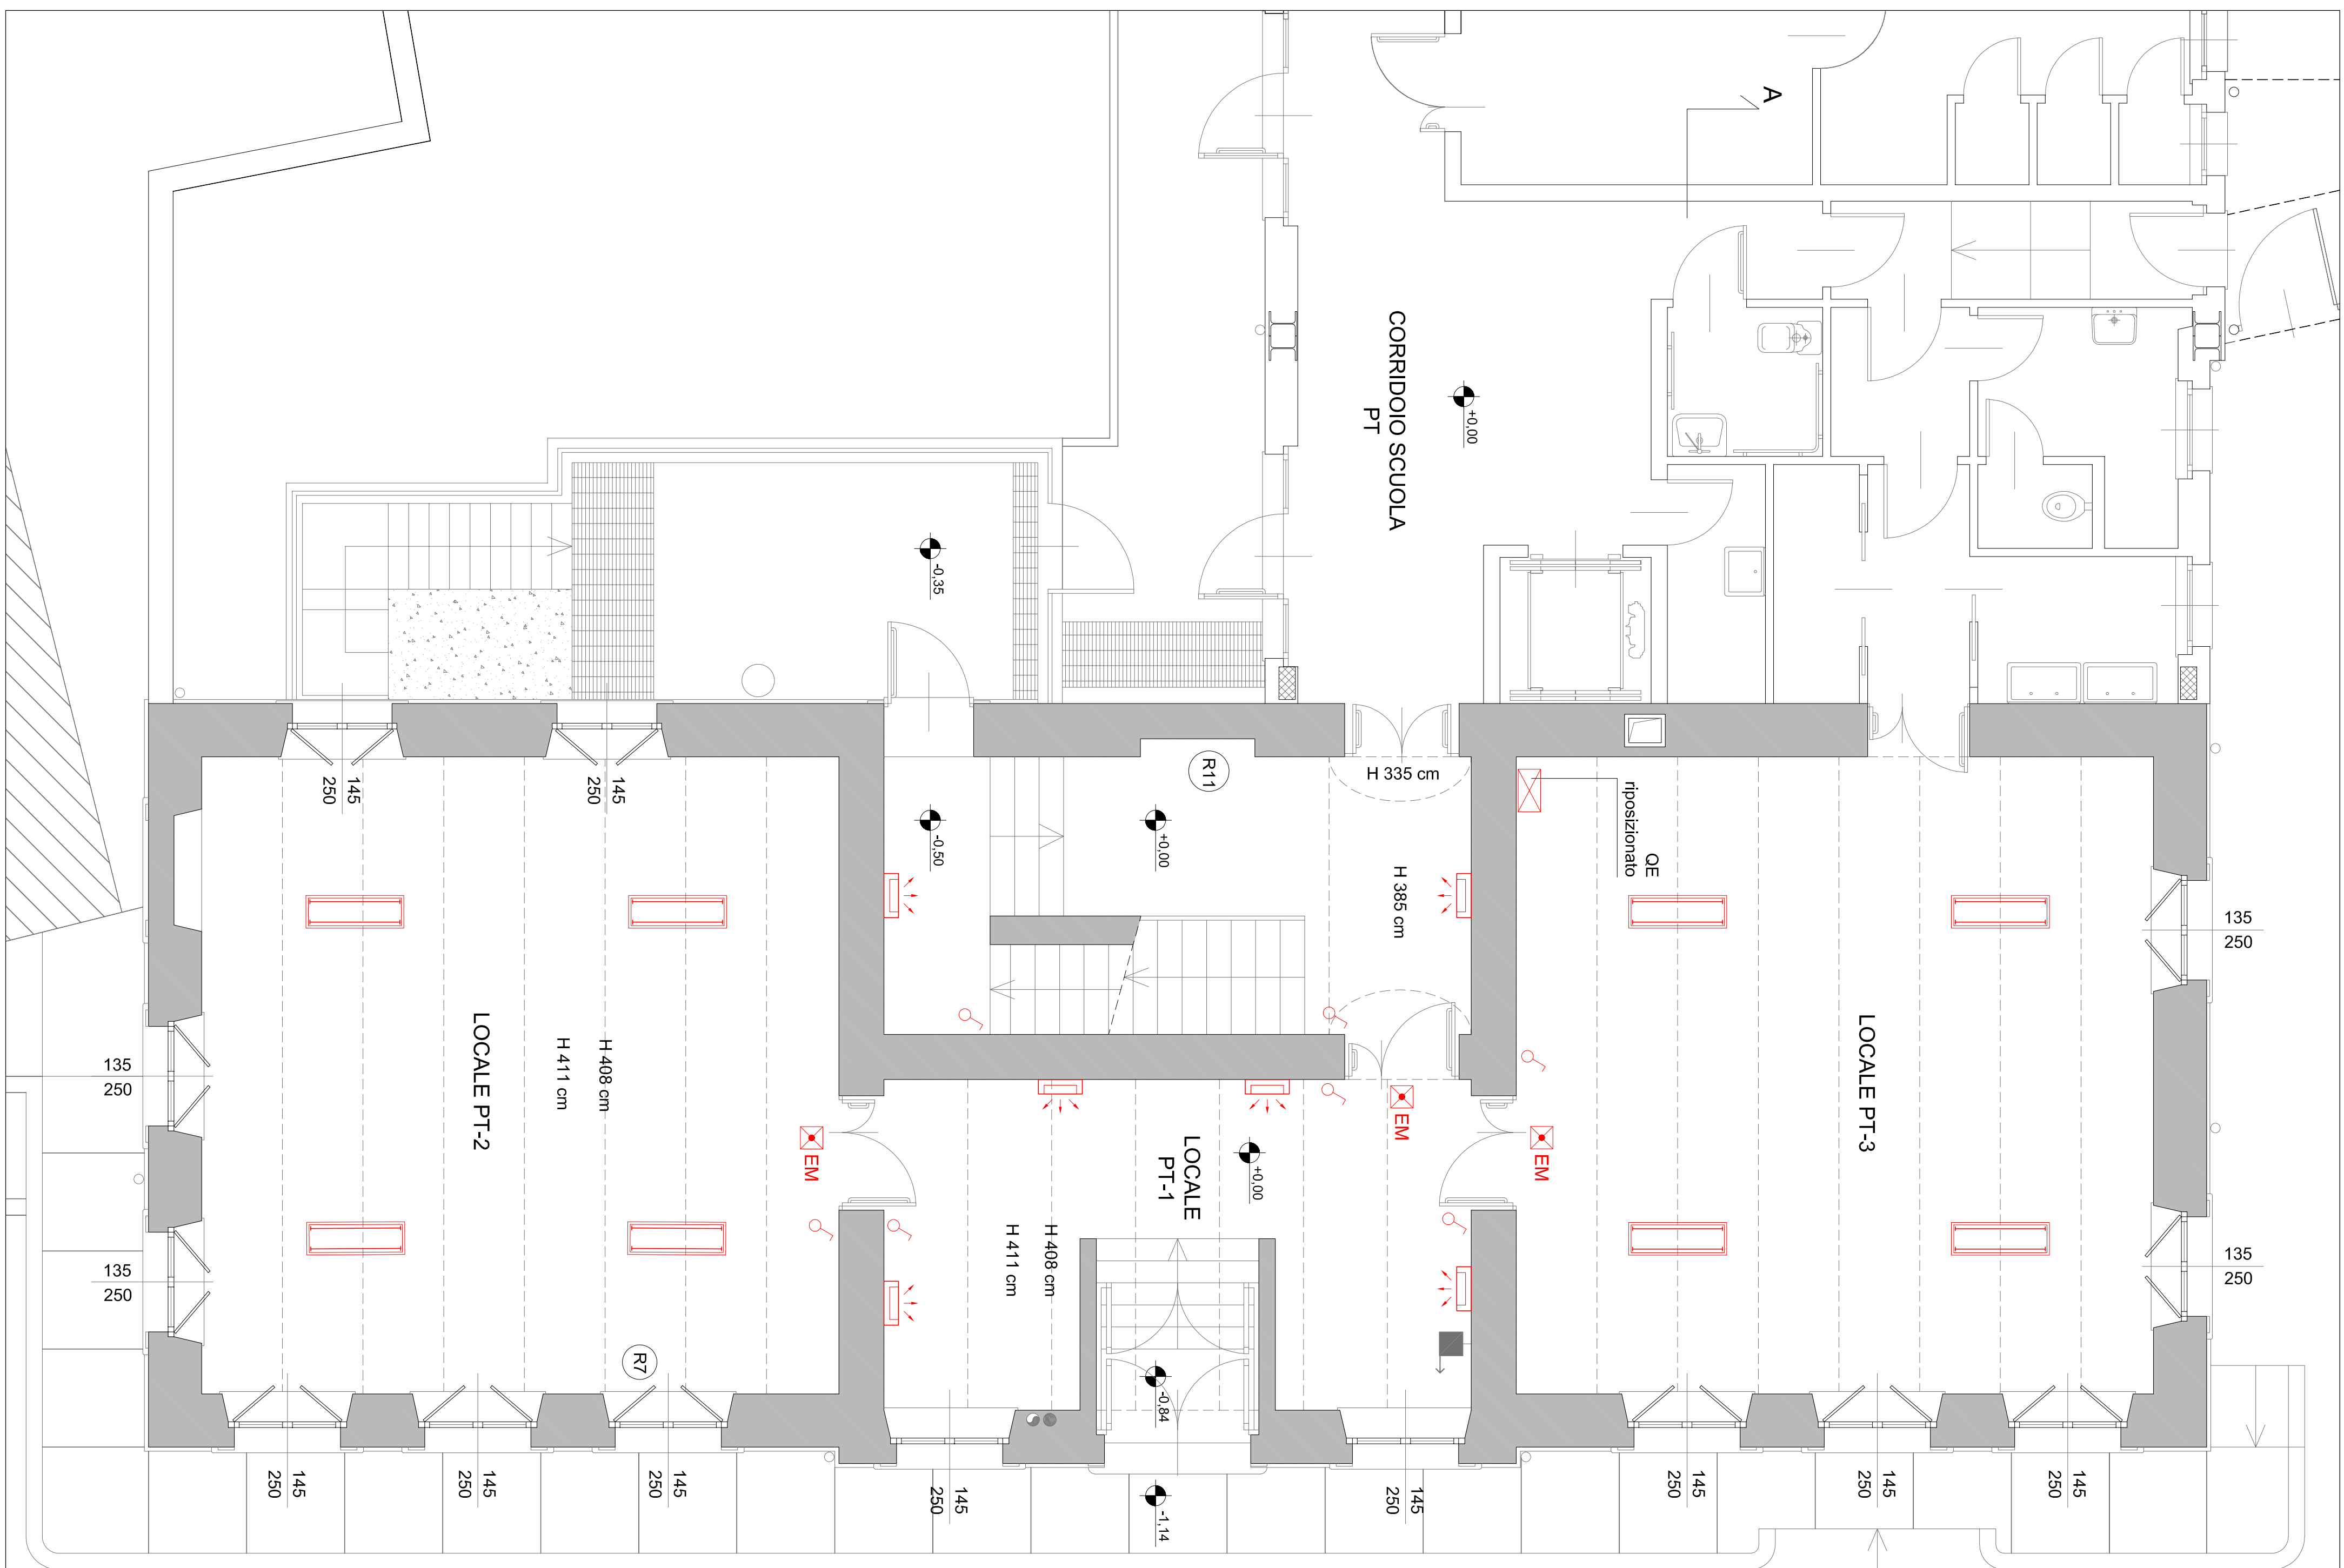 A
+0,00
CORRIDOIO SCUOLA
PT
-0,35
H 335 cm
R11
145
250
145
250
QE
riposizionato
-0,50
+0,00
H 385 cm
135
250
LOCALE PT-2
H 408 cm
H 411 cm
LOCALE PT-3
135
250
EM
EM
EM
LOCALE
PT-1
+0,00
H 408 cm
H 411 cm
135
250
135
250
R7
-0,84
145
250
145
250
145
250
145
250
-1,14
145
250
145
250
145
250
145
250